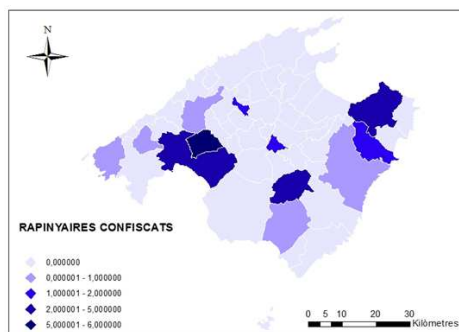 N
RAPINYAIRES CONFISCATS
0,000000
0,000001 - 1,000000
1,000001 - 2,000000
2,000001 - 5,000000
5,000001 - 6,000000
0 5 10 20 30
Kilòmetres